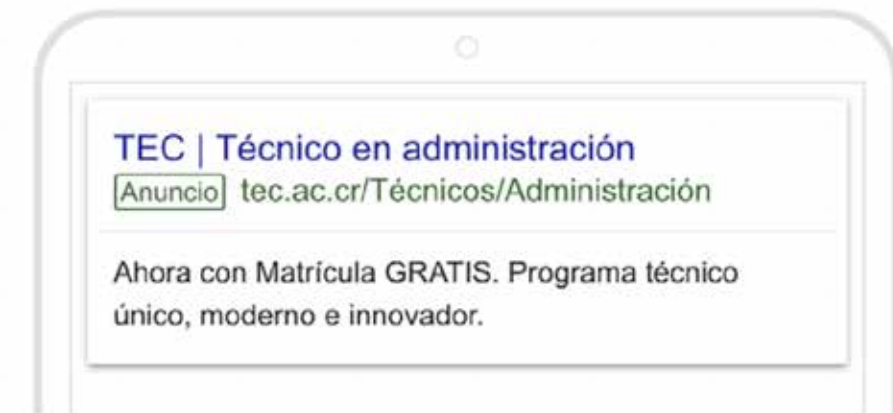 TEC | Técnico en administración
Anuncio tec.ac.cr/Técnicos/Administración
Ahora con Matrícula GRATIS. Programa técnico
único, moderno e innovador.